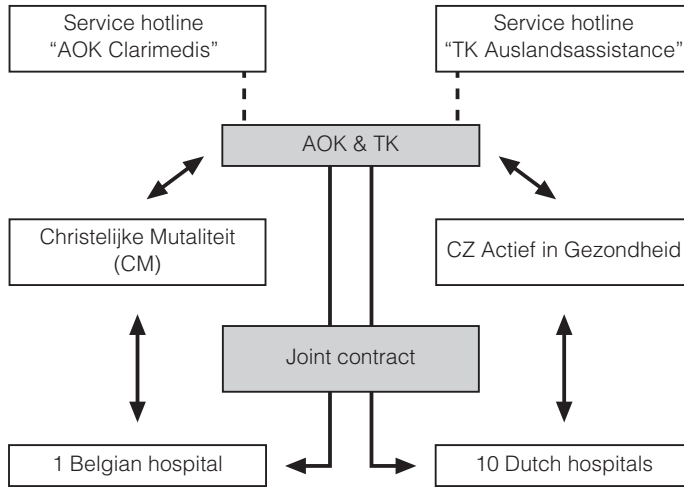 Service hotline
“AOK Clarimedis”
Service hotline
“TK Auslandsassistance”
AOK & TK
Christelijke Mutaliteit
(CM)
CZ Actief in Gezondheid
Joint contract
1 Belgian hospital
10 Dutch hospitals